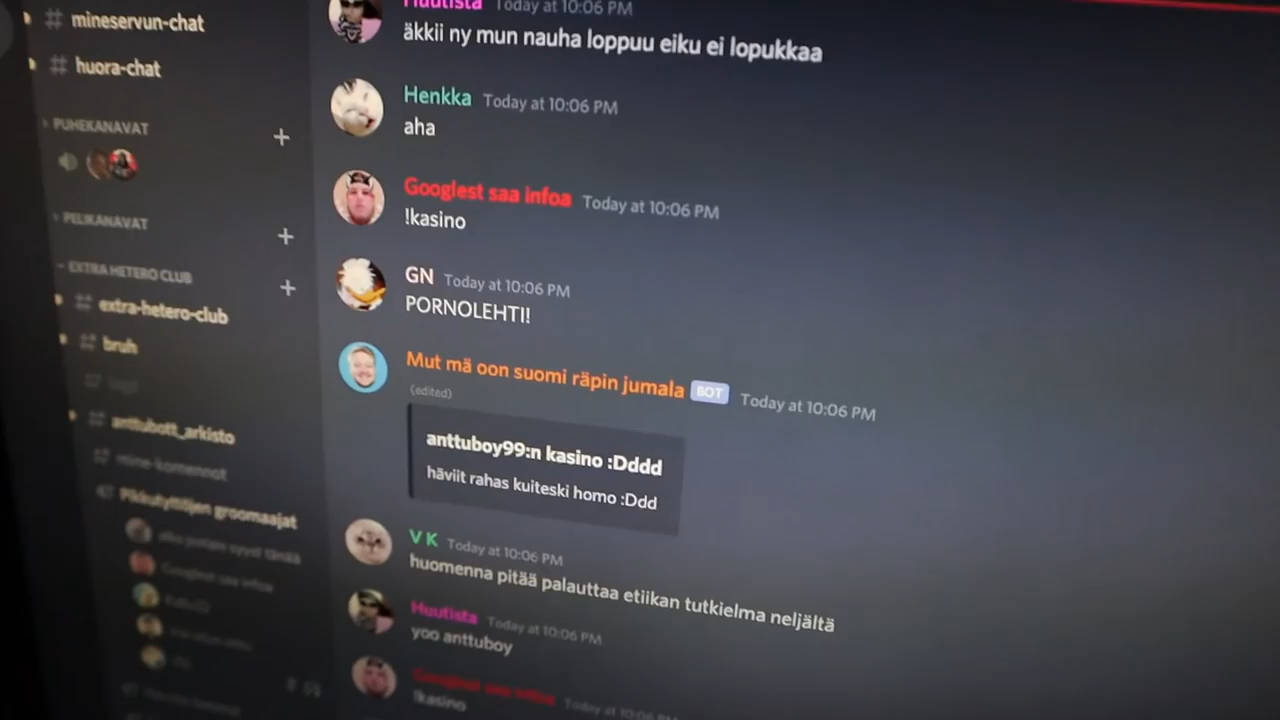 # mineservun-chat
# huora-chat
PUHEKANAVAT
PELIKANAVAT
EXTRA HETERO CLUB
# extra-hetero-club
# bruh
# anttubott_arkisto
# mine-komennot
Pikkutyttöjen groomaajat
Googlest saa infoa
Huutista Today at 10:06 PM
äkkii ny mun nauha loppuu eiku ei lopukkaa
Henkka Today at 10:06 PM
aha
Googlest saa infoa Today at 10:06 PM
!kasino
GN Today at 10:06 PM
PORNOLEHTI!
Mut mä oon suomi räpin jumala BOT Today at 10:06 PM
(edited)
anttuboy99:n kasino :Dddd
häviit rahas kuiteski homo :Ddd
V K Today at 10:06 PM
huomenna pitää palauttaa etiikan tutkielma neljältä
Huutista Today at 10:06 PM
yoo anttuboy
Googlest saa infoa Today at 10:06 PM
!kasino